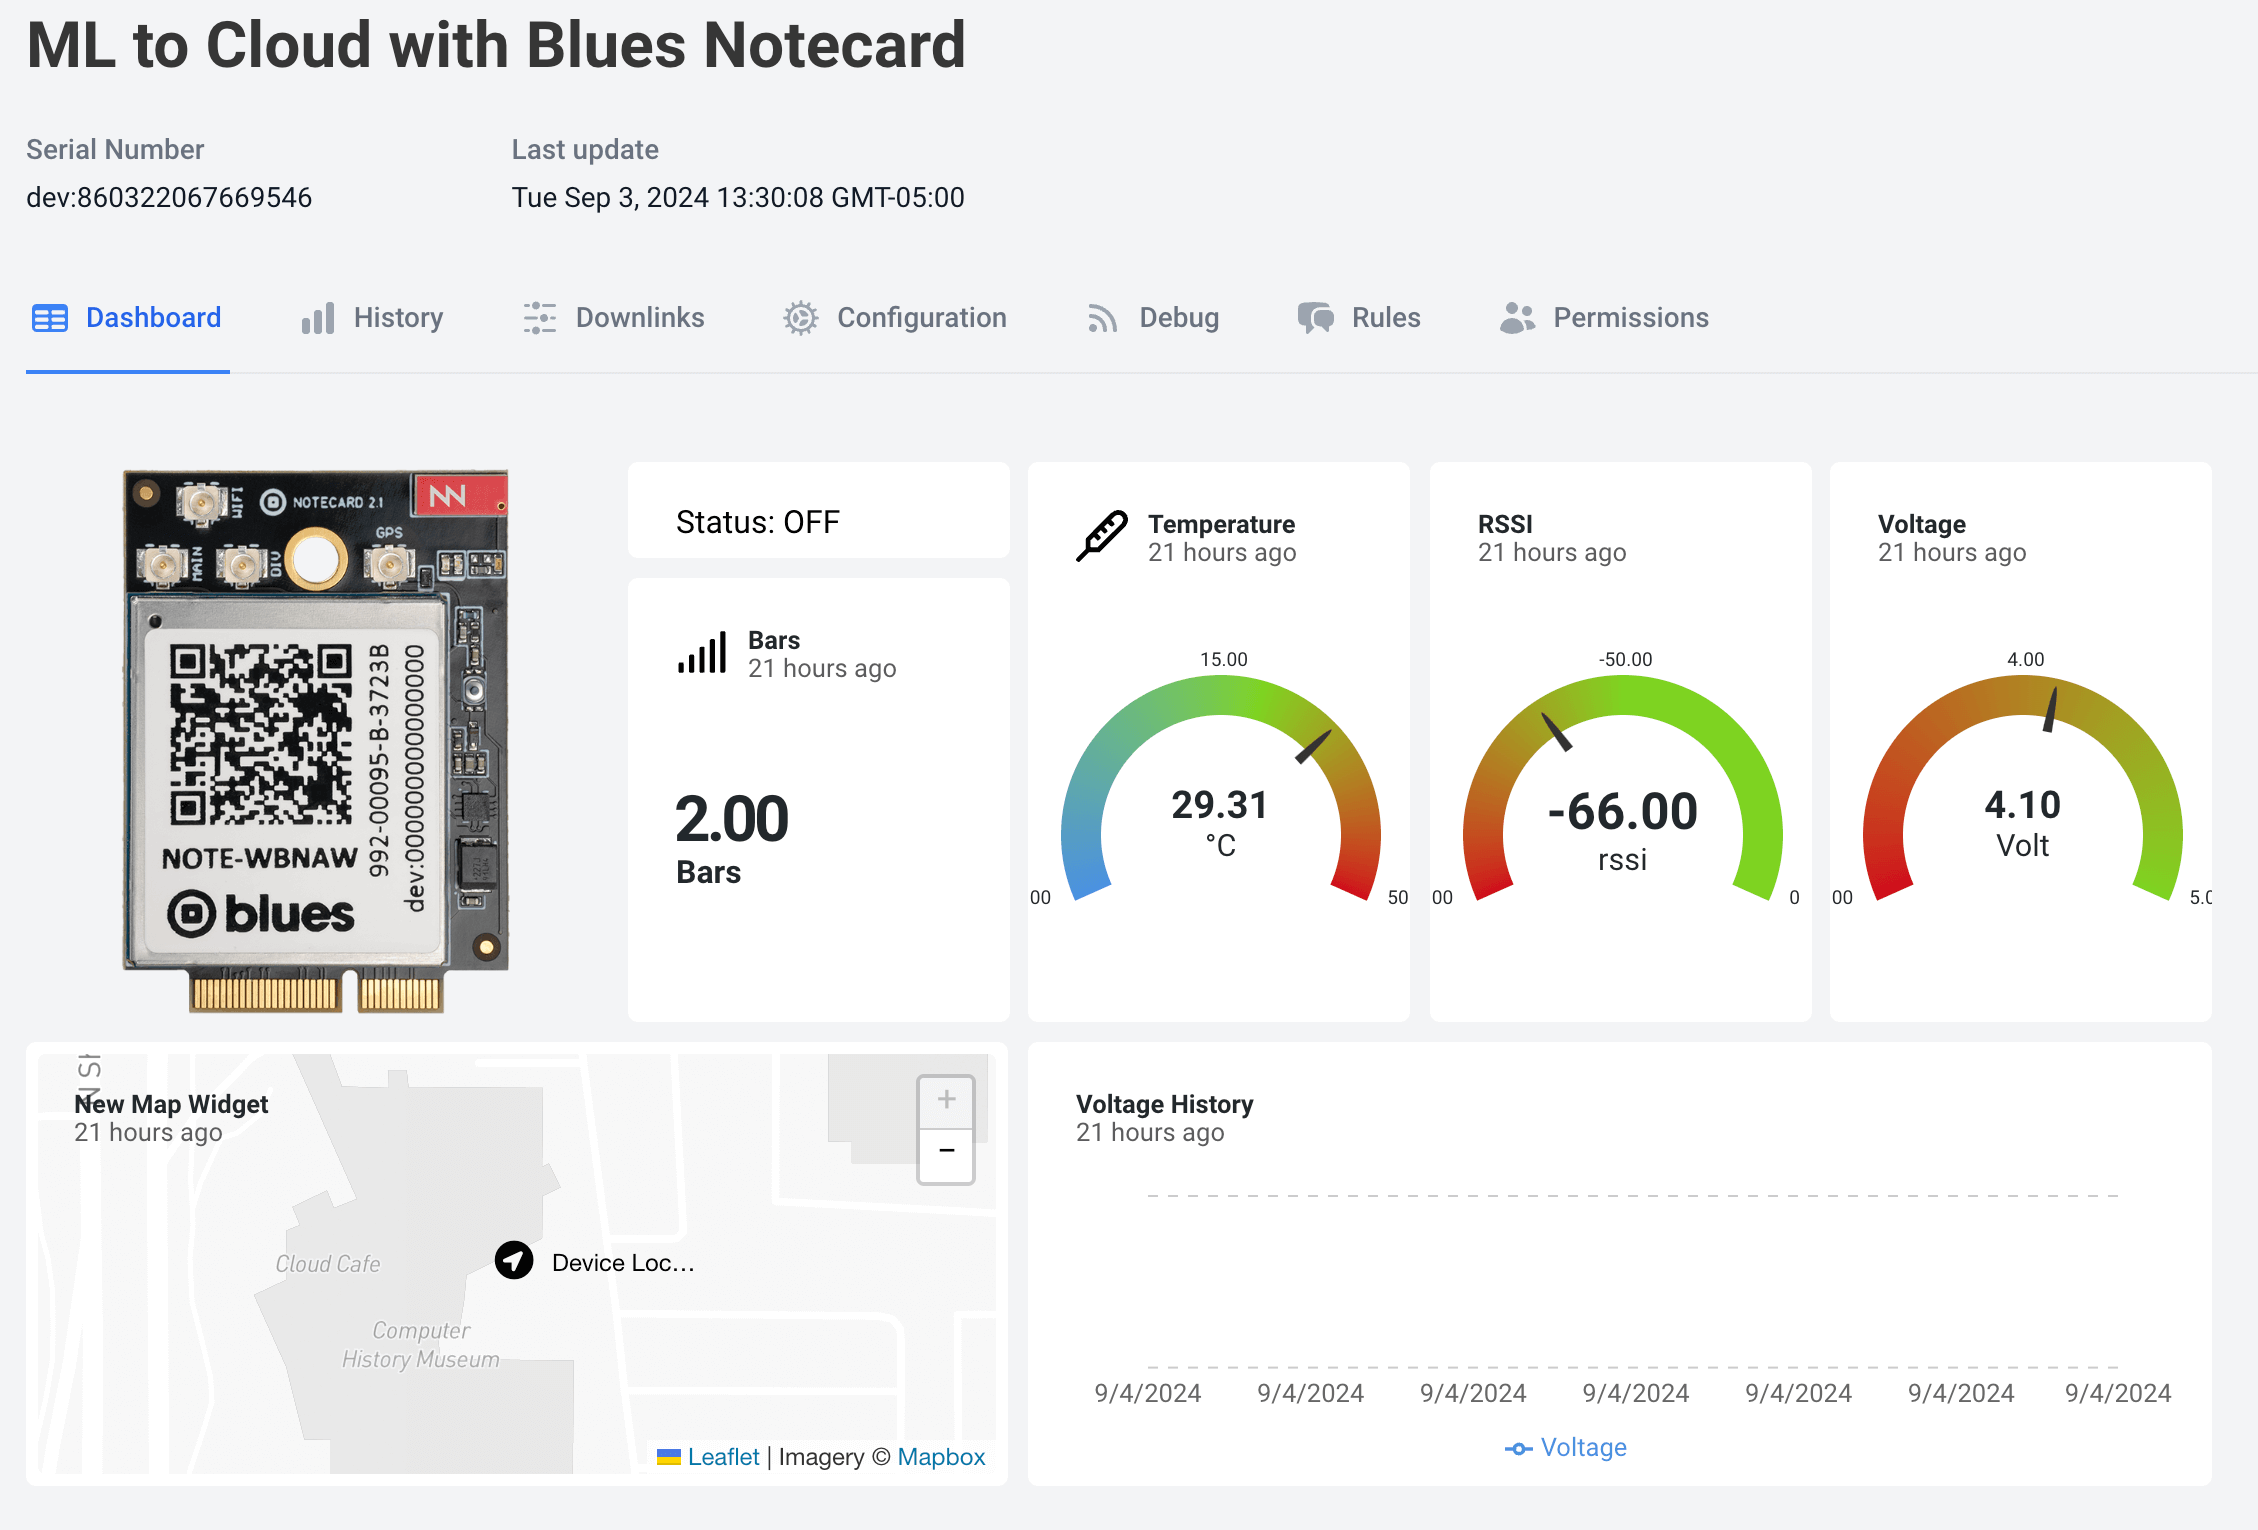 ML to Cloud with Blues Notecard
Serial Number
dev:860322067669546
Last update
Tue Sep 3, 2024 13:30:08 GMT-05:00
Dashboard
History
Downlinks
Configuration
Debug
Rules
Permissions
WIFI
NOTECARD 2.1
MAIN
DIV
GPS
992-00095-B-3723B
dev:000000000000000
NOTE-WBNAW
blues
Status: OFF
Bars
21 hours ago
2.00
Bars
Temperature
21 hours ago
15.00
29.31
°C
00
50
RSSI
21 hours ago
-50.00
-66.00
rssi
00
0
Voltage
21 hours ago
4.00
4.10
Volt
00
5.0
N
New Map Widget
21 hours ago
+
−
Cloud Cafe
Device Loc...
Computer
History Museum
Leaflet | Imagery © Mapbox
Voltage History
21 hours ago
9/4/2024 9/4/2024 9/4/2024 9/4/2024 9/4/2024 9/4/2024 9/4/2024
Voltage